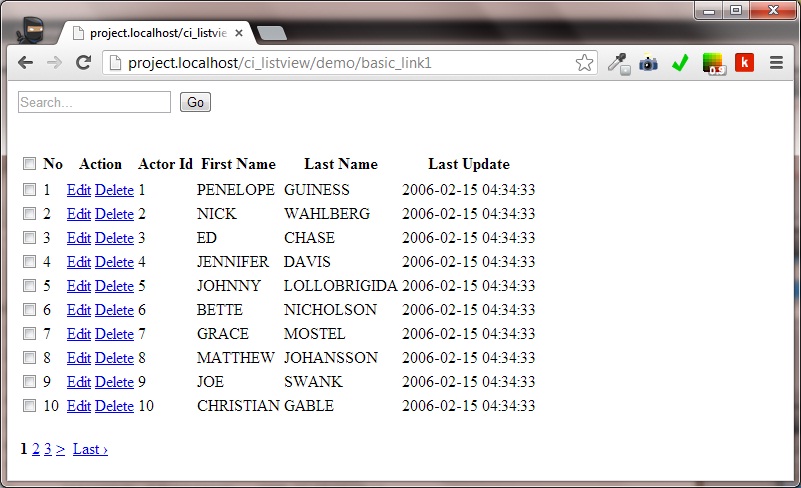 project.localhost/ci_listvie
project.localhost/ci_listview/demo/basic_link1
0.9 k
Search... Go
No Action Actor Id First Name Last Name Last Update
1 Edit Delete 1 PENELOPE GUINESS 2006-02-15 04:34:33
2 Edit Delete 2 NICK WAHLBERG 2006-02-15 04:34:33
3 Edit Delete 3 ED CHASE 2006-02-15 04:34:33
4 Edit Delete 4 JENNIFER DAVIS 2006-02-15 04:34:33
5 Edit Delete 5 JOHNNY LOLLOBRIGIDA 2006-02-15 04:34:33
6 Edit Delete 6 BETTE NICHOLSON 2006-02-15 04:34:33
7 Edit Delete 7 GRACE MOSTEL 2006-02-15 04:34:33
8 Edit Delete 8 MATTHEW JOHANSSON 2006-02-15 04:34:33
9 Edit Delete 9 JOE SWANK 2006-02-15 04:34:33
10 Edit Delete 10 CHRISTIAN GABLE 2006-02-15 04:34:33
1 2 3 > Last ›